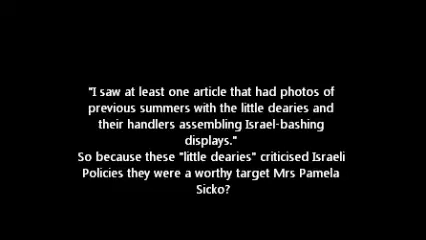 "I saw at least one article that had photos of
previous summers with the little dearies and
their handlers assembling Israel-bashing
displays."
So because these "little dearies" criticised Israeli
Policies they were a worthy target Mrs Pamela
Sicko?